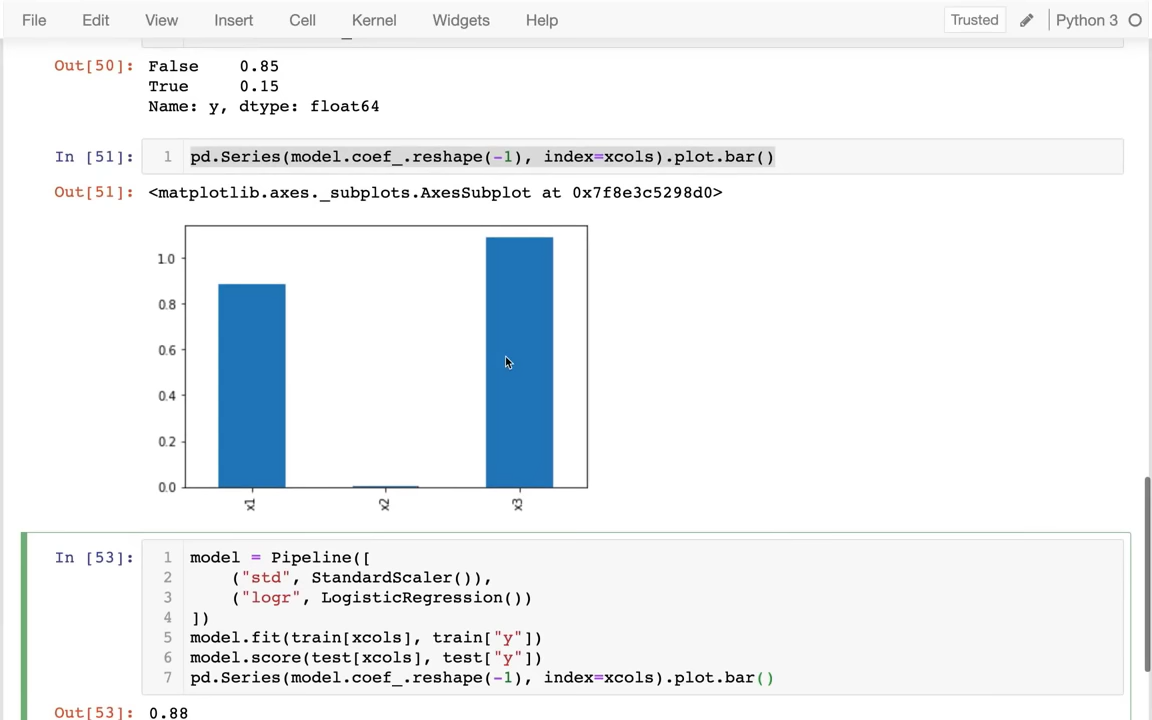 File Edit View Insert Cell Kernel Widgets Help Trusted Python 3
Out[50]: False 0.85
True 0.15
Name: y, dtype: float64
In [51]: 1 pd.Series(model.coef_.reshape(-1), index=xcols).plot.bar()
Out[51]: <matplotlib.axes._subplots.AxesSubplot at 0x7f8e3c5298d0>
1.0
0.8
0.6
0.4
0.2
0.0
x1 x2 x3
In [53]: 1 model = Pipeline([
2 ("std", StandardScaler()),
3 ("logr", LogisticRegression())
4 ])
5 model.fit(train[xcols], train["y"])
6 model.score(test[xcols], test["y"])
7 pd.Series(model.coef_.reshape(-1), index=xcols).plot.bar()
Out[53]: 0.88